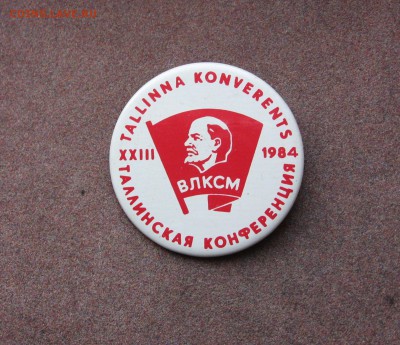 TALLINNA KONVERENTS
XXIII 1984
ВЛКСМ
ТАЛЛИНСКАЯ КОНФЕРЕНЦИЯ